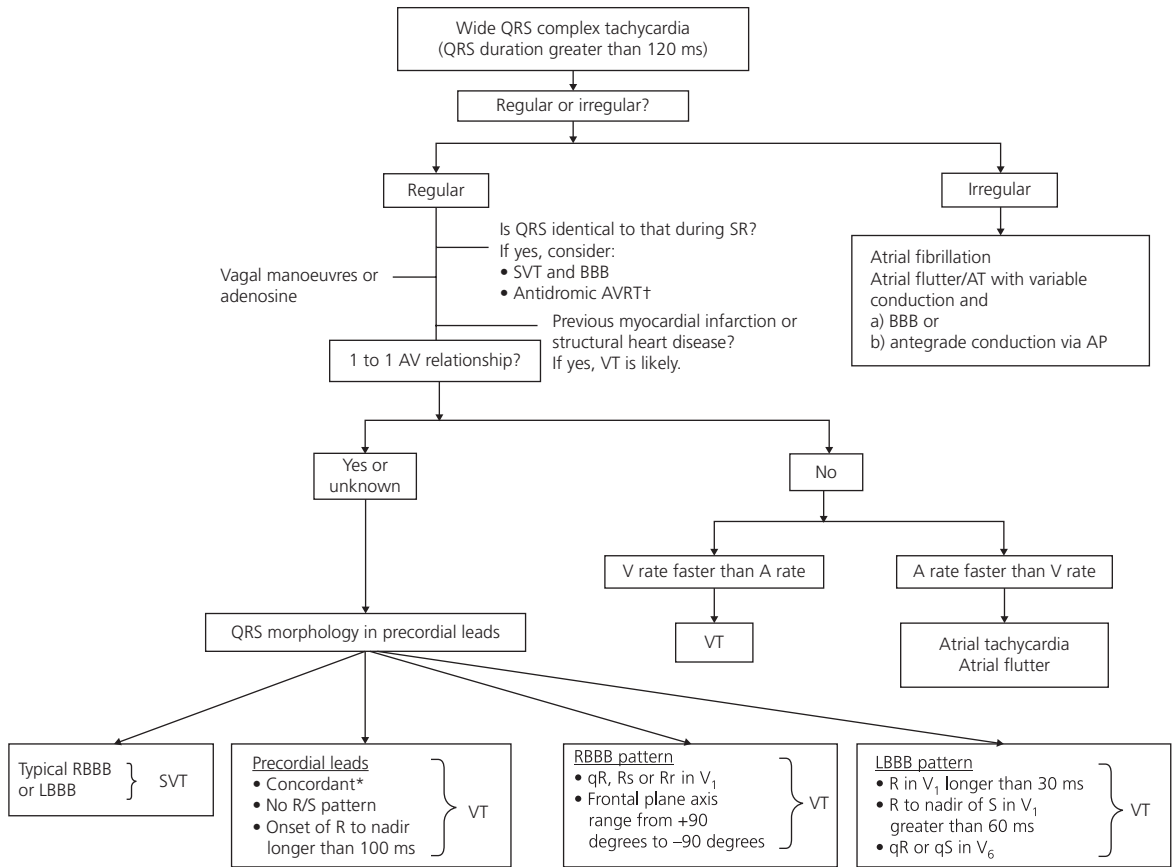 Wide QRS complex tachycardia
(QRS duration greater than 120 ms)
Regular or irregular?
Regular
Irregular
Is QRS identical to that during SR?
If yes, consider:
• SVT and BBB
• Antidromic AVRT†
Vagal manoeuvres or
adenosine
Previous myocardial infarction or
structural heart disease?
If yes, VT is likely.
Atrial fibrillation
Atrial flutter/AT with variable
conduction and
a) BBB or
b) antegrade conduction via AP
1 to 1 AV relationship?
Yes or
unknown
No
V rate faster than A rate
A rate faster than V rate
QRS morphology in precordial leads
VT
Atrial tachycardia
Atrial flutter
Typical RBBB
or LBBB
SVT
Precordial leads
• Concordant*
• No R/S pattern
• Onset of R to nadir
longer than 100 ms
VT
RBBB pattern
• qR, Rs or Rr in V1
• Frontal plane axis
range from +90
degrees to –90 degrees
VT
LBBB pattern
• R in V1 longer than 30 ms
• R to nadir of S in V1
greater than 60 ms
• qR or qS in V6
VT